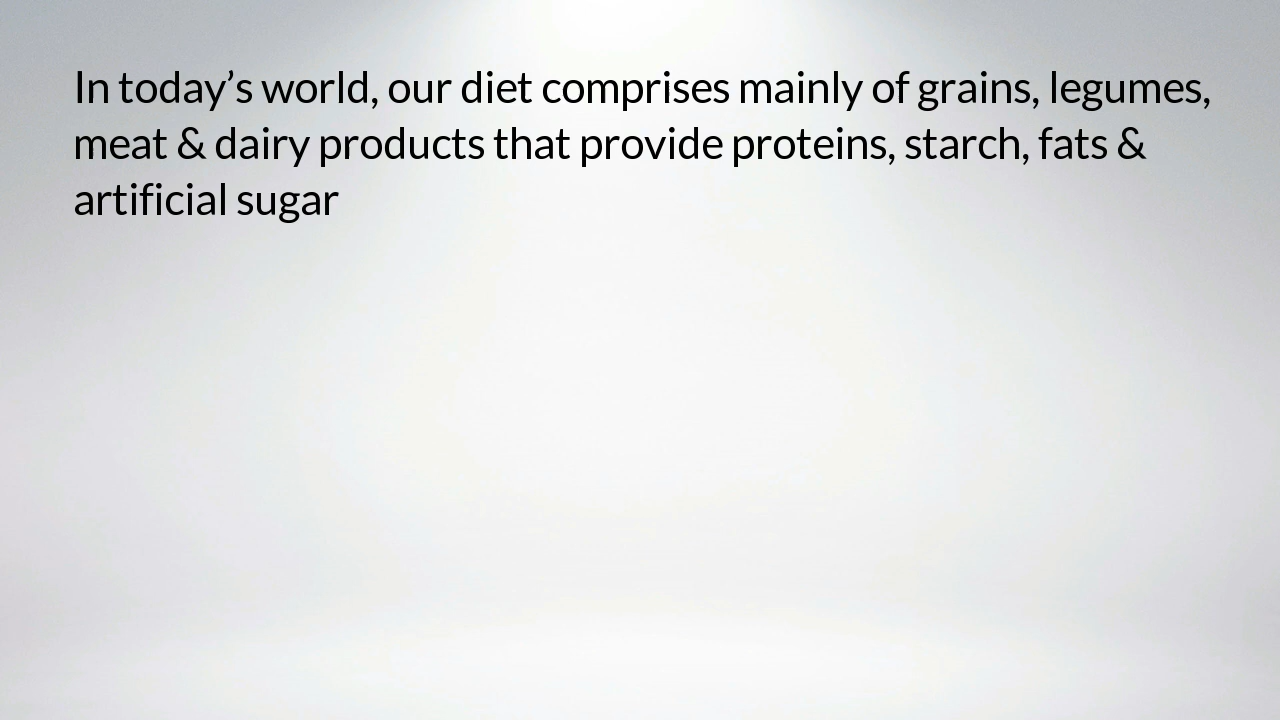 In today’s world, our diet comprises mainly of grains, legumes,
meat & dairy products that provide proteins, starch, fats &
artificial sugar